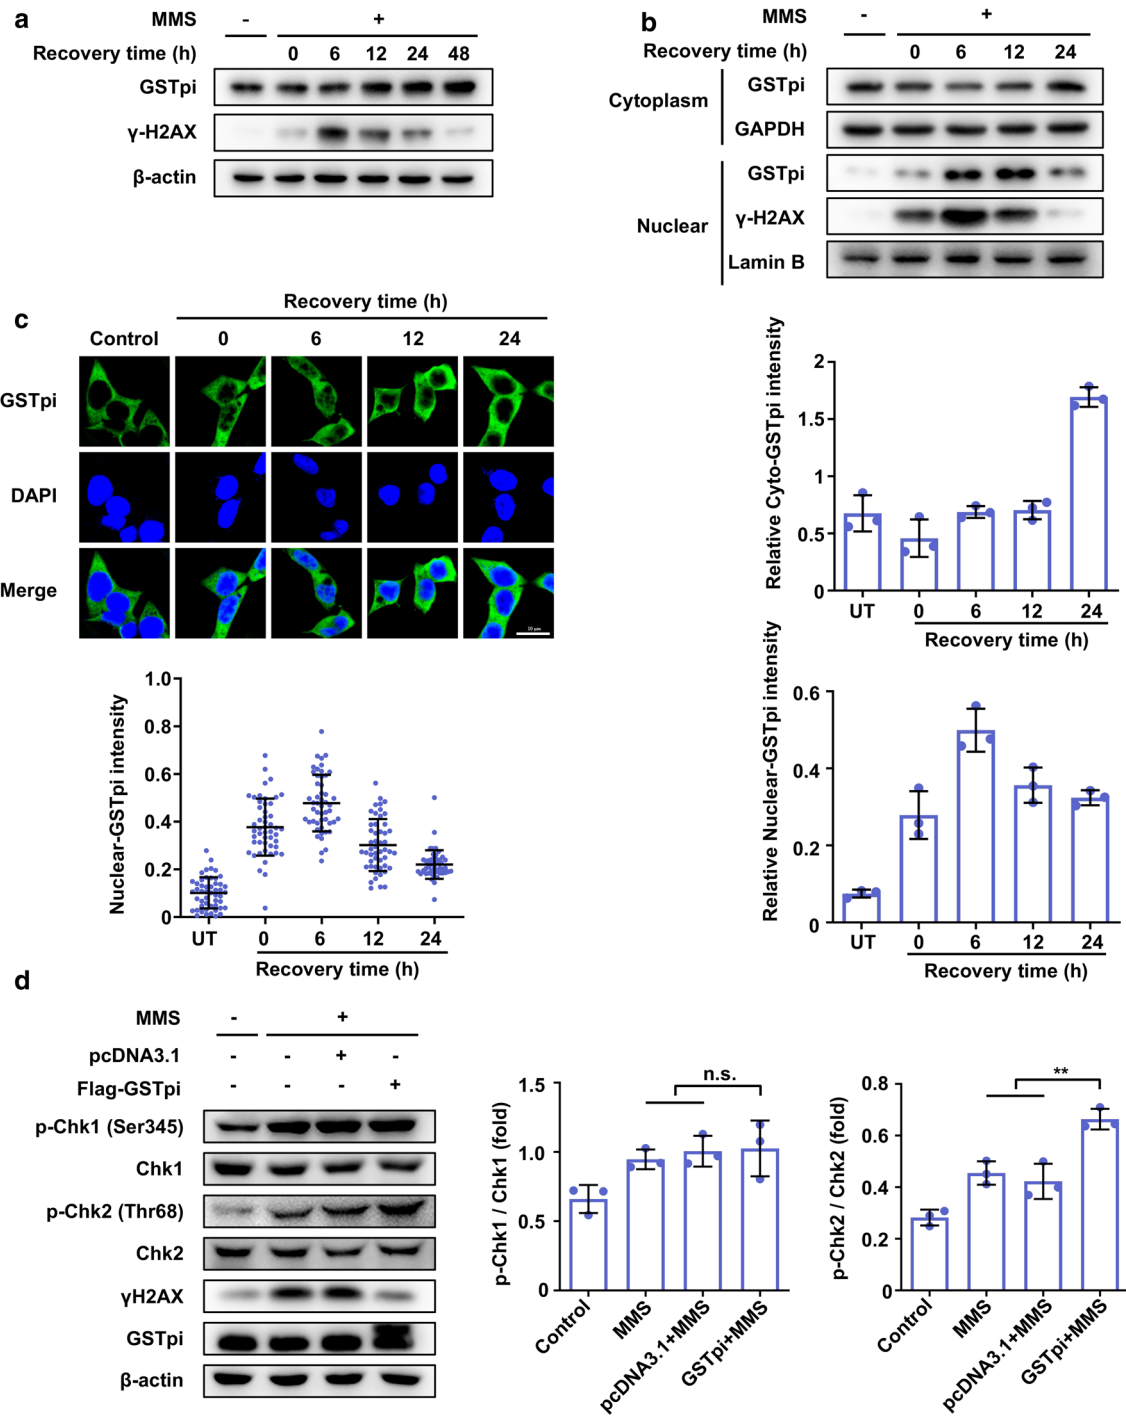 a
MMS - +
Recovery time (h) 0 6 12 24 48
GSTpi
γ-H2AX
β-actin
b
MMS - +
Recovery time (h) 0 6 12 24
Cytoplasm
GSTpi
GAPDH
Nuclear
GSTpi
γ-H2AX
Lamin B
Relative Cyto-GSTpi intensity
2
1.5
1
0.5
0
UT 0 6 12 24
Recovery time (h)
Relative Nuclear-GSTpi intensity
0.6
0.4
0.2
0
UT 0 6 12 24
Recovery time (h)
c
Recovery time (h)
Control 0 6 12 24
GSTpi
DAPI
Merge
10 μm
Nuclear-GSTpi intensity
1.0
0.8
0.6
0.4
0.2
0
UT 0 6 12 24
Recovery time (h)
d
MMS - +
pcDNA3.1 - - + -
Flag-GSTpi - - - +
p-Chk1 (Ser345)
Chk1
p-Chk2 (Thr68)
Chk2
γH2AX
GSTpi
β-actin
p-Chk1 / Chk1 (fold)
1.5
1.0
0.5
0
n.s.
Control
MMS
pcDNA3.1+MMS
GSTpi+MMS
p-Chk2 / Chk2 (fold)
0.8
0.6
0.4
0.2
0
**
Control
MMS
pcDNA3.1+MMS
GSTpi+MMS